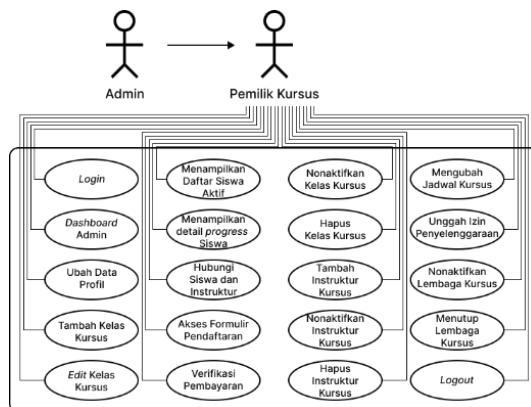 Admin
Pemilik Kursus
Login
Dashboard
Admin
Ubah Data
Profil
Tambah Kelas
Kursus
Edit Kelas
Kursus
Menampilkan
Daftar Siswa
Aktif
Menampilkan
detail progress
Siswa
Hubungi
Siswa dan
Instruktur
Akses Formulir
Pendaftaran
Verifikasi
Pembayaran
Nonaktifkan
Kelas Kursus
Hapus
Kelas Kursus
Tambah
Instruktur
Kursus
Nonaktifkan
Instruktur
Kursus
Hapus
Instruktur
Kursus
Mengubah
Jadwal Kursus
Unggah Izin
Penyelenggaraan
Nonaktifkan
Lembaga Kursus
Menutup
Lembaga
Kursus
Logout